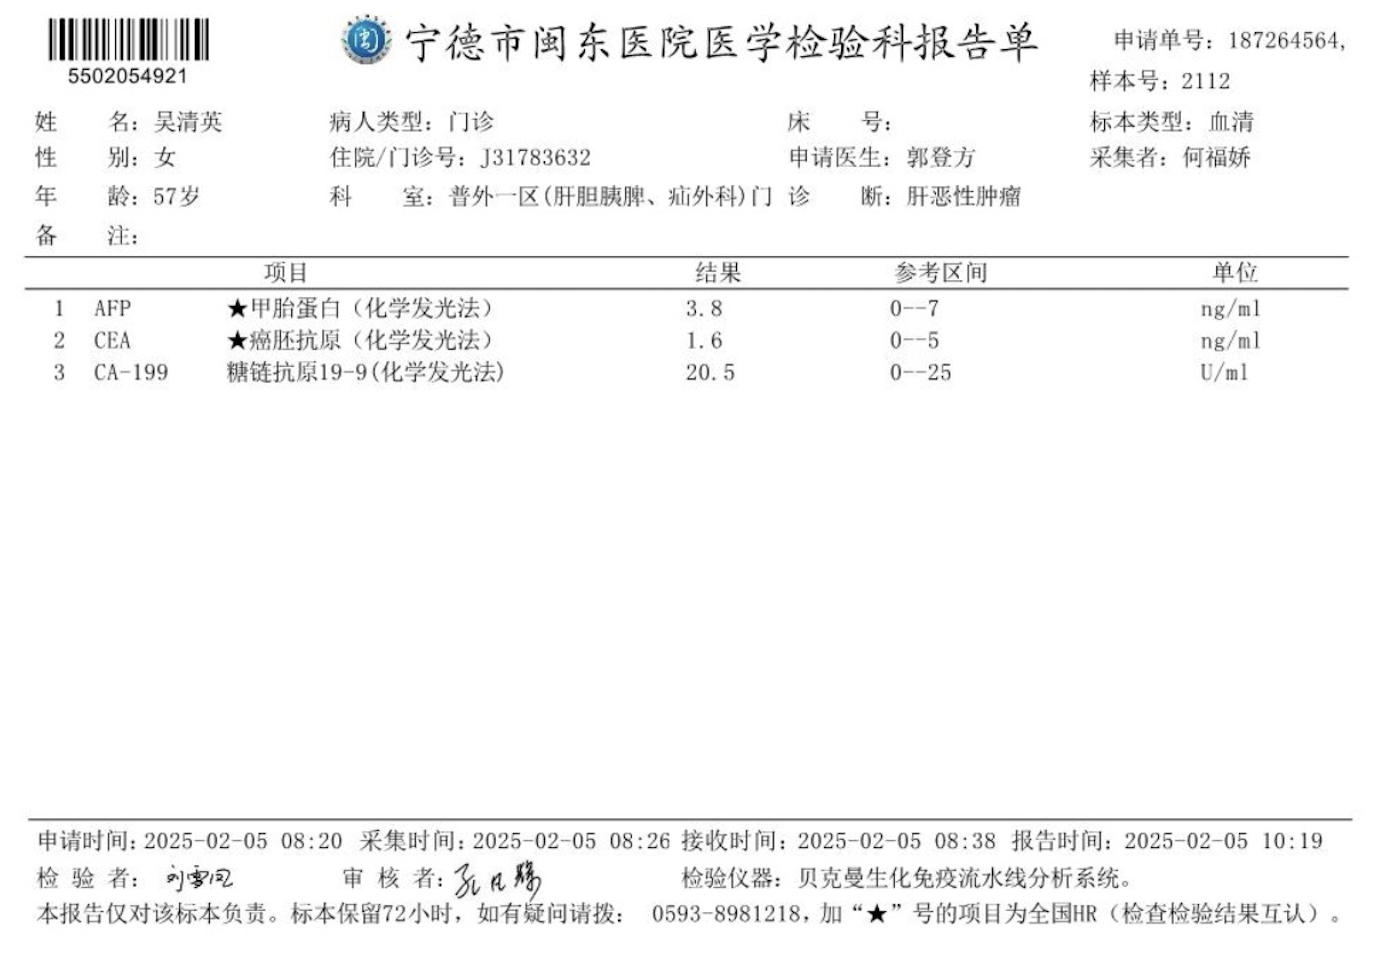 宁德市闽东医院医学检验科报告单
申请单号：187264564,
5502054921
样本号：2112
姓 名：吴清英 病人类型：门诊 床 号： 标本类型：血清
性 别：女 住院/门诊号：J31783632 申请医生：郭登方 采集者：何福娇
年 龄：57岁 科 室：普外一区(肝胆胰脾、疝外科)门 诊 断：肝恶性肿瘤
备 注：
项目 结果 参考区间 单位
1 AFP ★甲胎蛋白（化学发光法） 3.8 0--7 ng/ml
2 CEA ★癌胚抗原（化学发光法） 1.6 0--5 ng/ml
3 CA-199 糖链抗原19-9(化学发光法) 20.5 0--25 U/ml
申请时间：2025-02-05 08:20 采集时间：2025-02-05 08:26 接收时间：2025-02-05 08:38 报告时间：2025-02-05 10:19
检 验 者： 刘雪凤 审 核 者： 检验仪器：贝克曼生化免疫流水线分析系统。
本报告仅对该标本负责。标本保留72小时，如有疑问请拨： 0593-8981218，加“★”号的项目为全国HR（检查检验结果互认）。